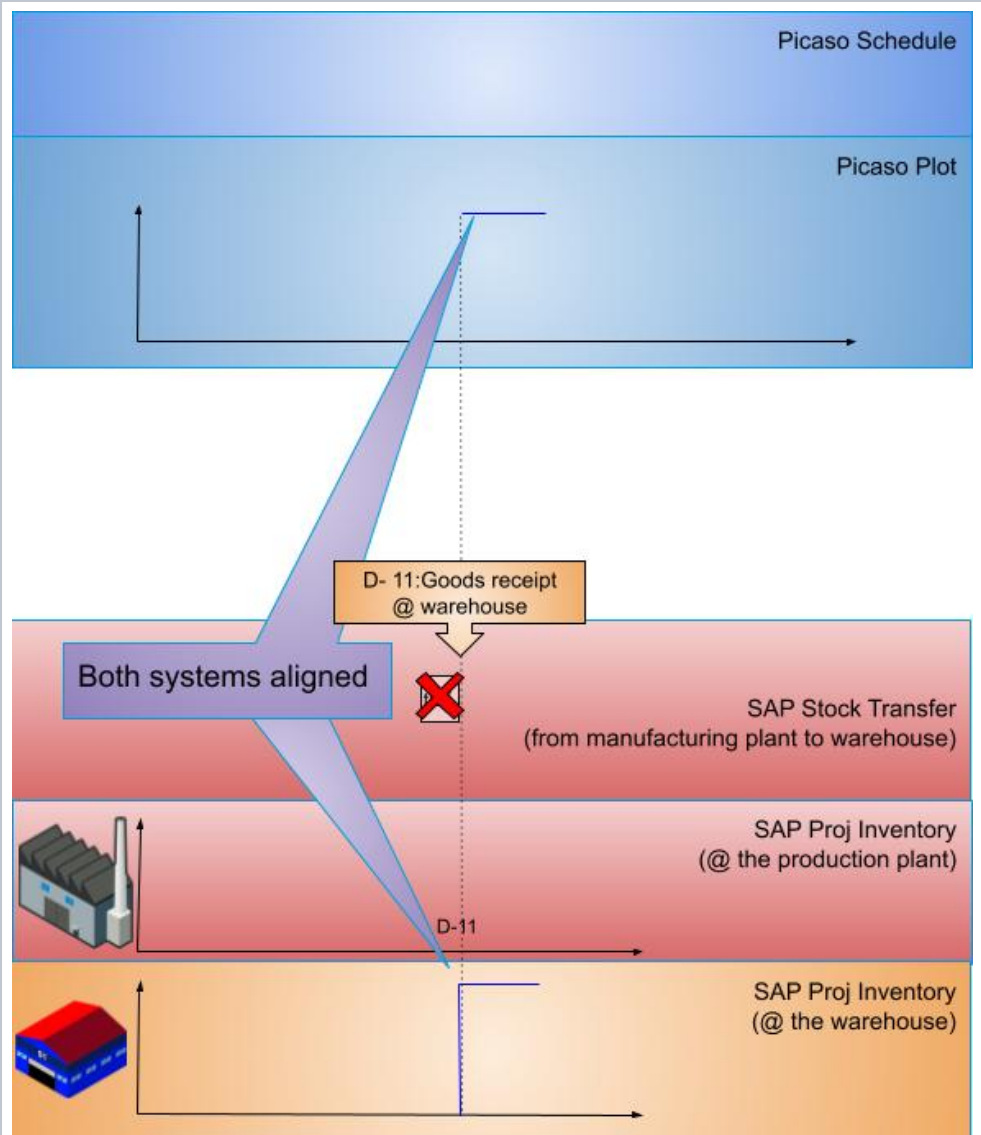 Picaso Schedule
Picaso Plot
D- 11:Goods receipt
@ warehouse
Both systems aligned
SAP Stock Transfer
(from manufacturing plant to warehouse)
SAP Proj Inventory
(@ the production plant)
D-11
SAP Proj Inventory
(@ the warehouse)